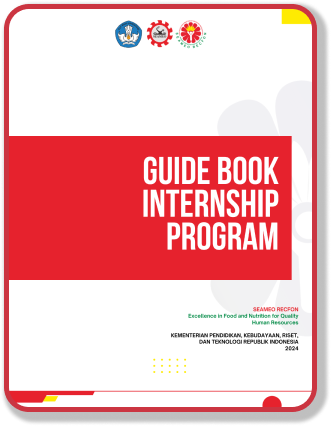 GUIDE BOOK
INTERNSHIP
PROGRAM
SEAMEO RECFON
Excellence in Food and Nutrition for Quality
Human Resources
KEMENTERIAN PENDIDIKAN, KEBUDAYAAN, RISET,
DAN TEKNOLOGI REPUBLIK INDONESIA
2024